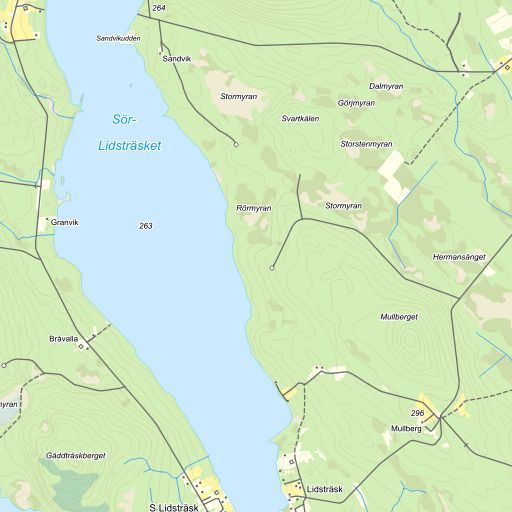 264
Sandvikudden
Sandvik
Stormyran
Dalmyran
Görjmyran
Svartkälen
Sör-
Lidsträsket
Storstenmyran
Rörmyran
Stormyran
Granvik
263
Hermansänget
Mullberget
Bråvalla
myran
296
Mullberg
Gäddträskberget
Lidsträsk
S Lidsträsk